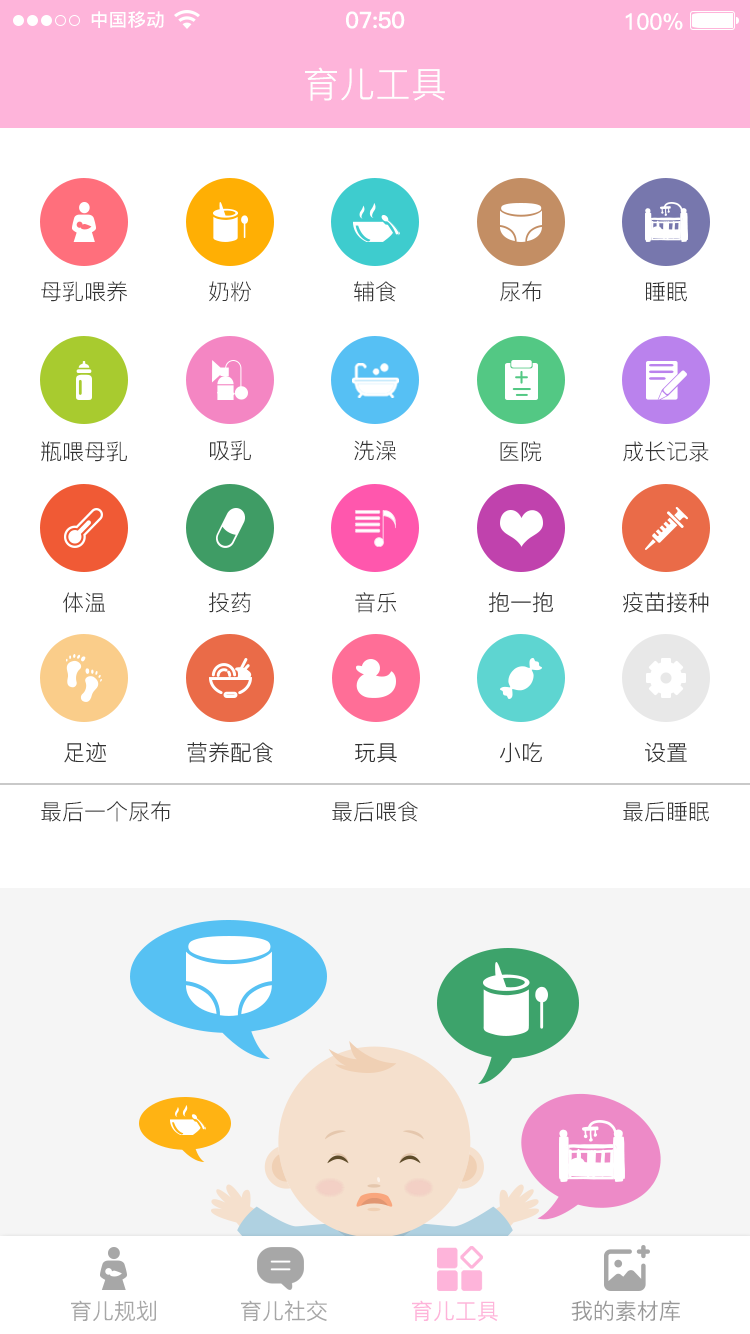 中国移动 07:50 100%
育儿工具
母乳喂养 奶粉 辅食 尿布 睡眠
瓶喂母乳 吸乳 洗澡 医院 成长记录
体温 投药 音乐 抱一抱 疫苗接种
足迹 营养配食 玩具 小吃 设置
最后一个尿布 最后喂食 最后睡眠
育儿规划 育儿社交 育儿工具 我的素材库